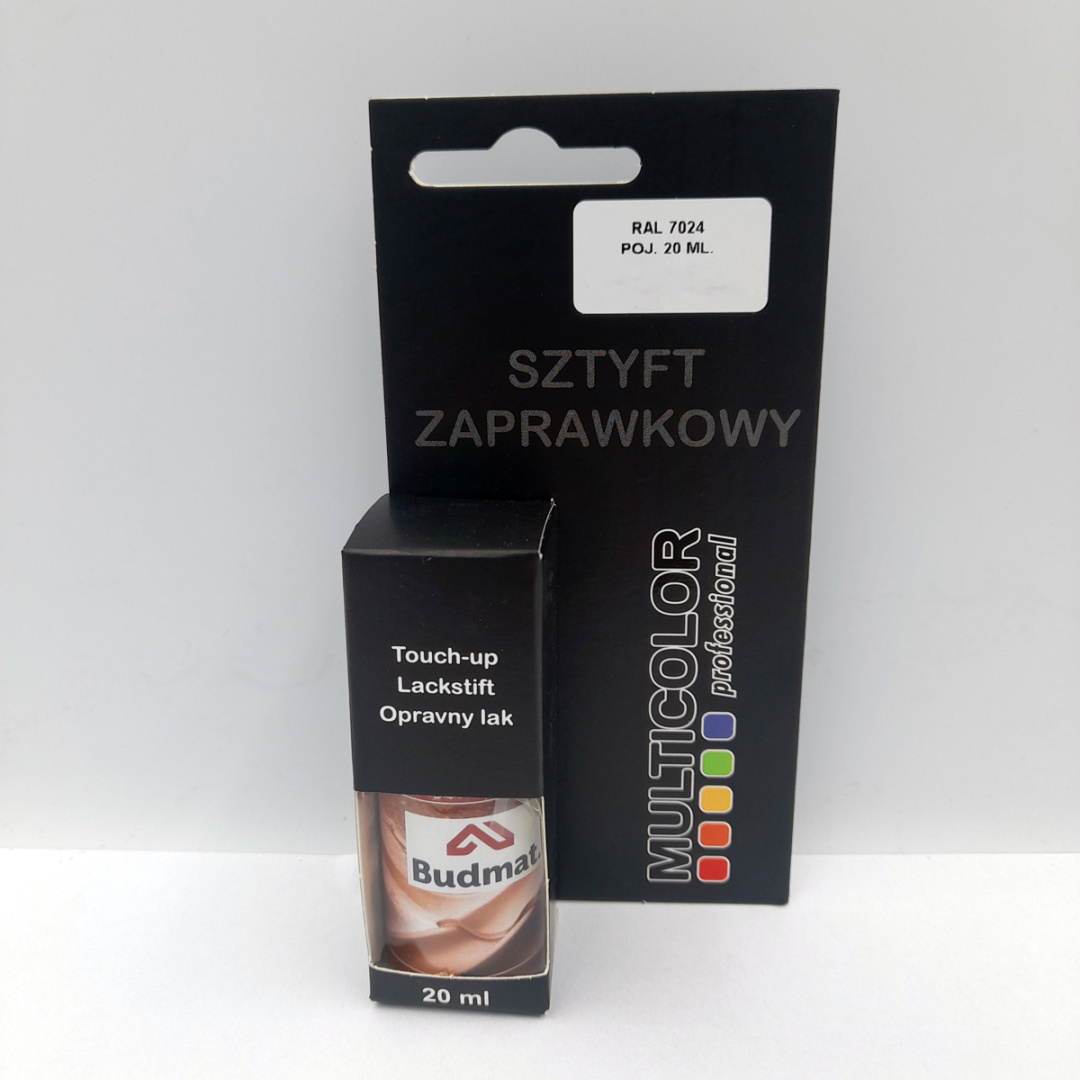 RAL 7024
POJ. 20 ML.
SZTYFT
ZAPRAWKOWY
MULTICOLOR
professional
Touch-up
Lackstift
Opravny lak
Budmat.
20 ml